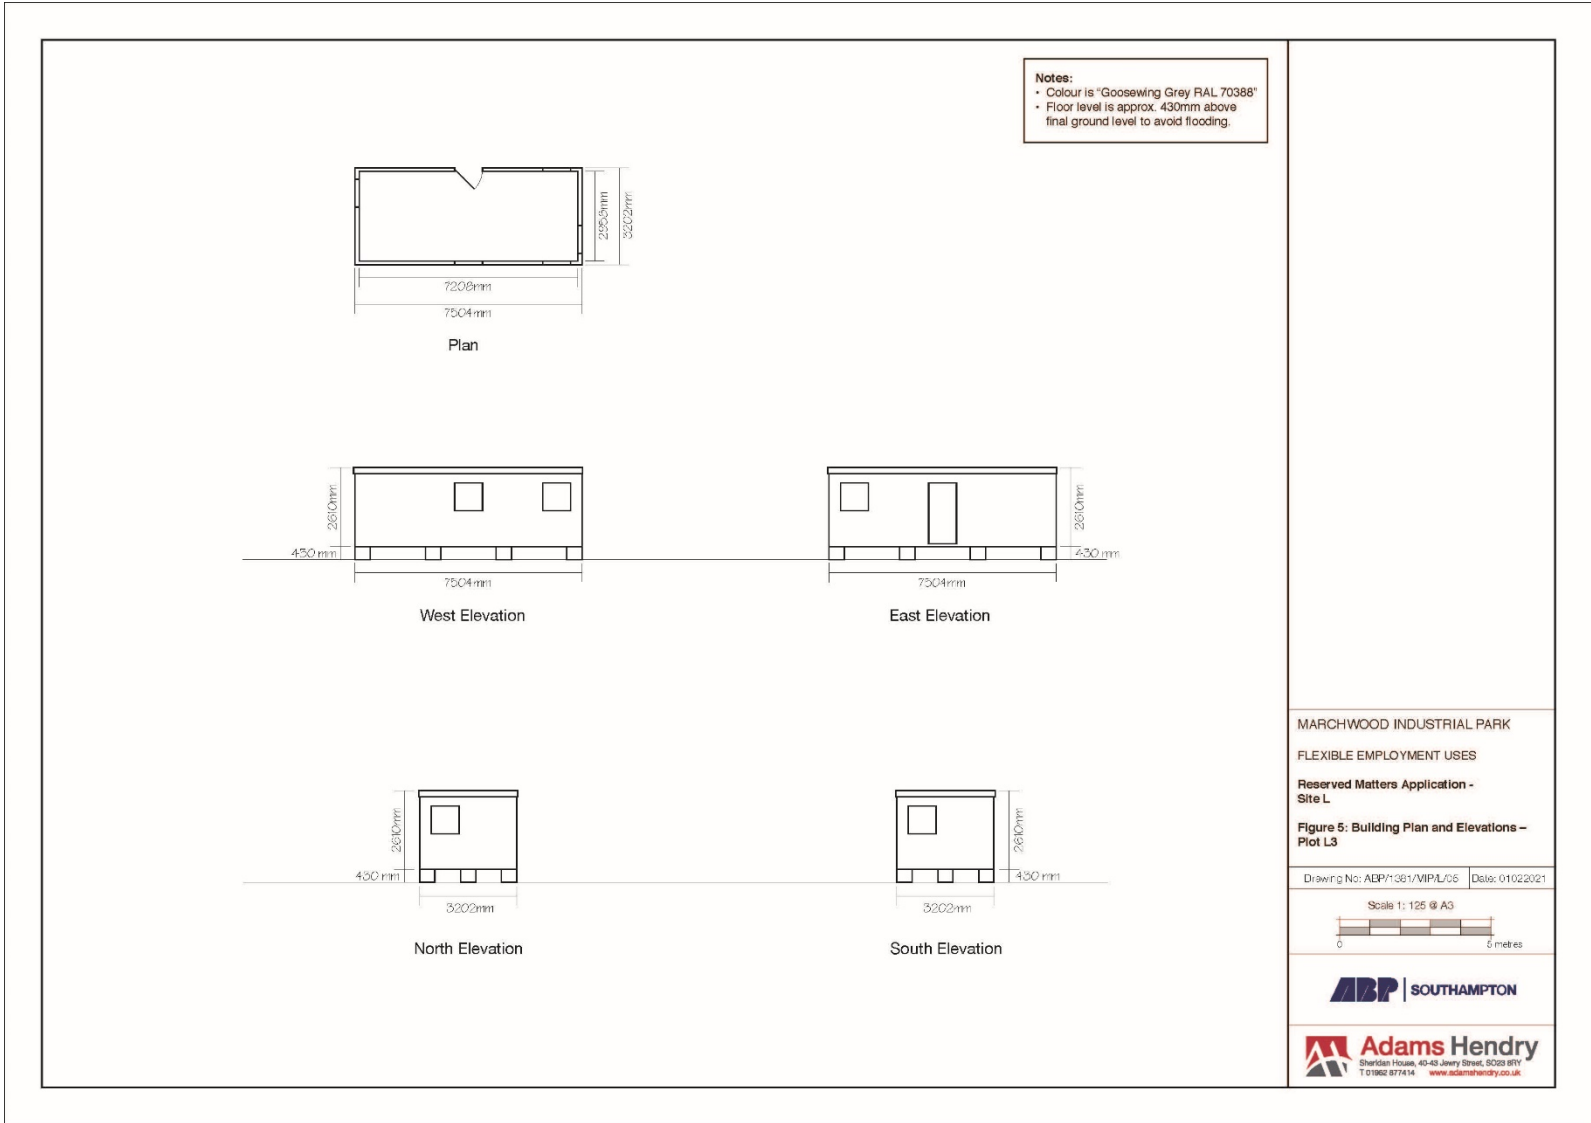 Notes:
• Colour is “Goosewing Grey RAL 70388”
• Floor level is approx. 430mm above
final ground level to avoid flooding.
2958mm
3202mm
7208mm
7504mm
Plan
2610mm
430 mm
7504mm
West Elevation
2610mm
430 mm
7504mm
East Elevation
2610mm
430 mm
3202mm
North Elevation
2610mm
430 mm
3202mm
South Elevation
MARCHWOOD INDUSTRIAL PARK
FLEXIBLE EMPLOYMENT USES
Reserved Matters Application -
Site L
Figure 5: Building Plan and Elevations –
Plot L3
Drawing No: ABP/1381/MIP/L/05 Date: 01022021
Scale 1: 125 @ A3
0 5 metres
ABP SOUTHAMPTON
Adams Hendry
Sheridan House, 40-43 Jewry Street, SO23 8RY
T 01962 877414 www.adamshendry.co.uk